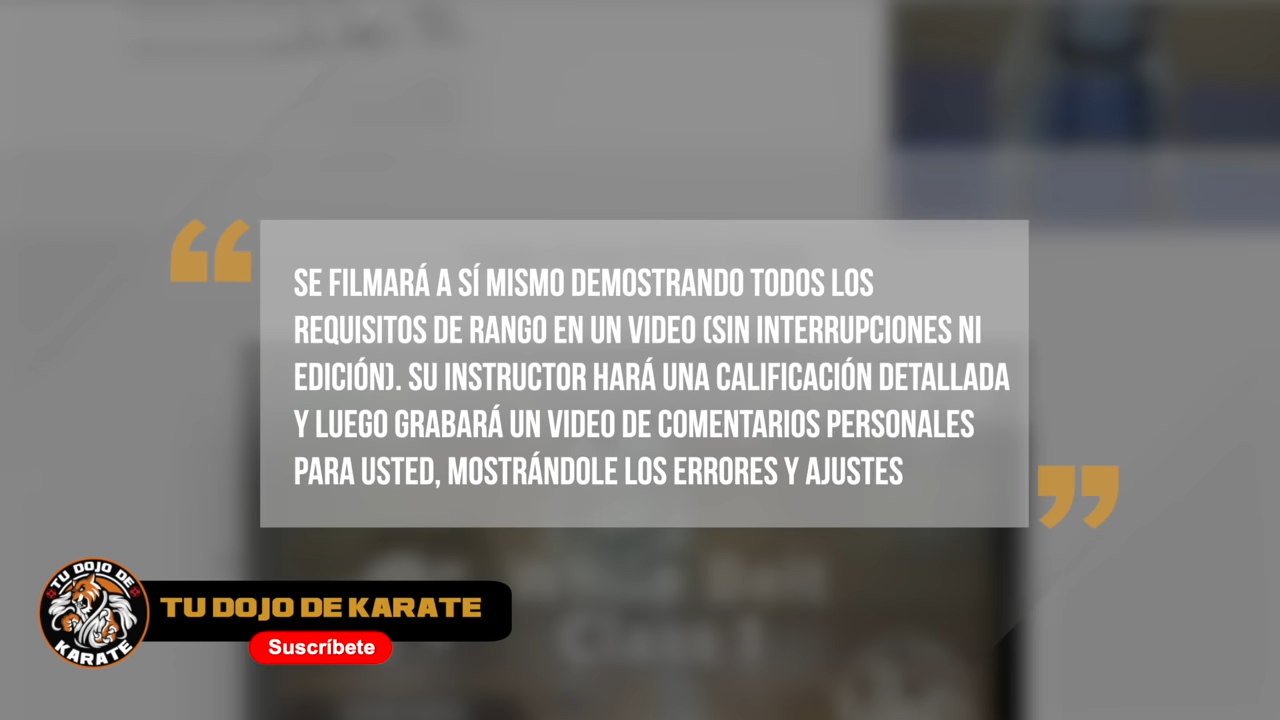 SE FILMARÁ A SÍ MISMO DEMOSTRANDO TODOS LOS
REQUISITOS DE RANGO EN UN VIDEO (SIN INTERRUPCIONES NI
EDICIÓN). SU INSTRUCTOR HARÁ UNA CALIFICACIÓN DETALLADA
Y LUEGO GRABARÁ UN VIDEO DE COMENTARIOS PERSONALES
PARA USTED, MOSTRÁNDOLE LOS ERRORES Y AJUSTES
TU DOJO DE
KARATE
TU DOJO DE KARATE
Suscríbete